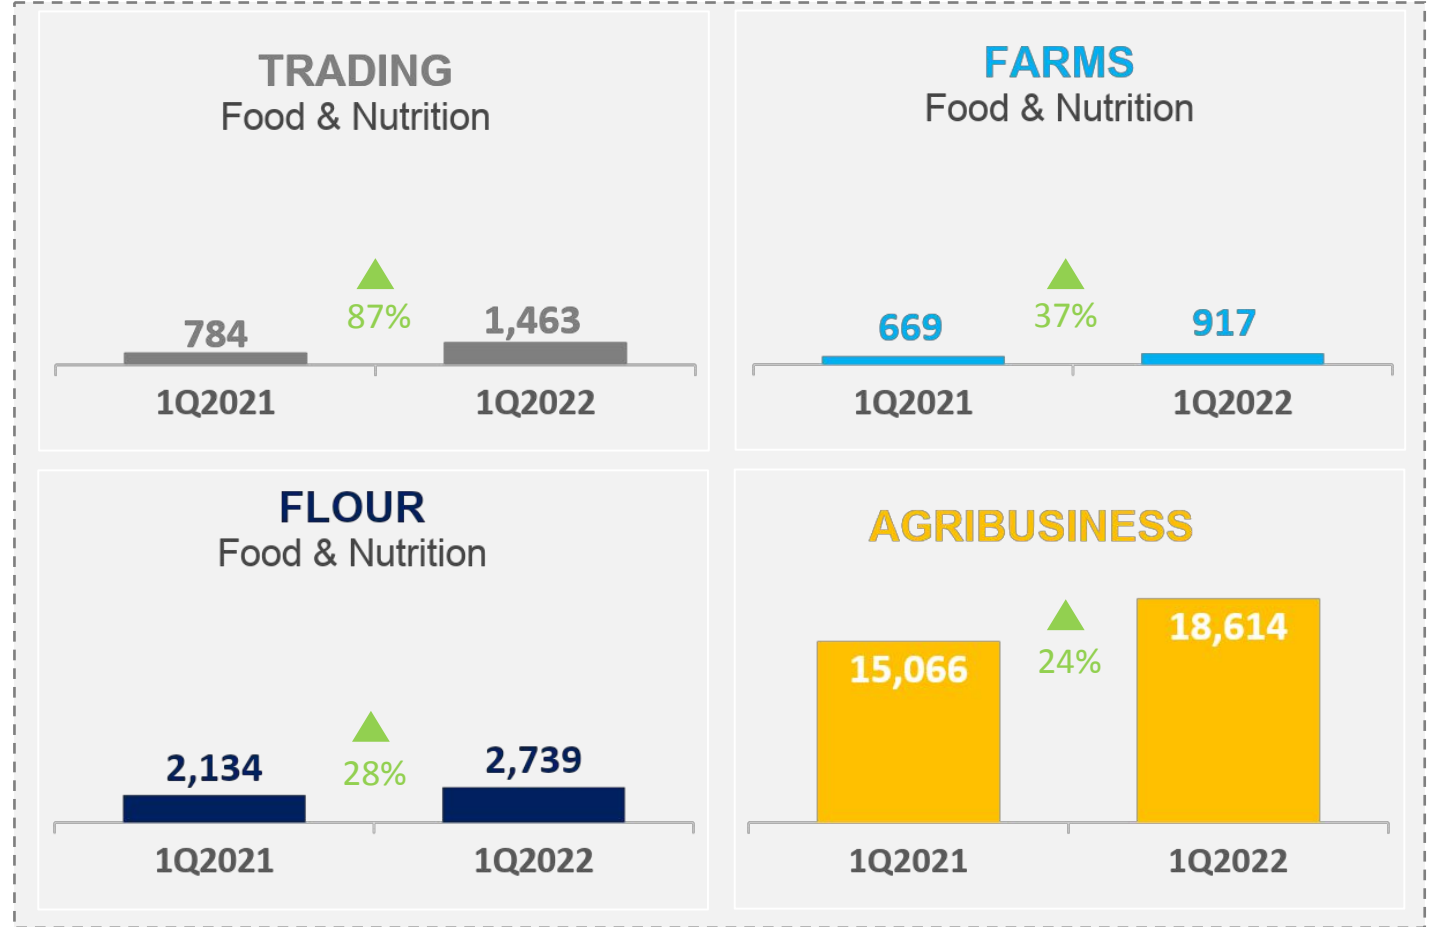 TRADING
Food & Nutrition
87%
784
1,463
1Q2021
1Q2022
FARMS
Food & Nutrition
37%
669
917
1Q2021
1Q2022
FLOUR
Food & Nutrition
28%
2,134
2,739
1Q2021
1Q2022
AGRIBUSINESS
24%
15,066
18,614
1Q2021
1Q2022